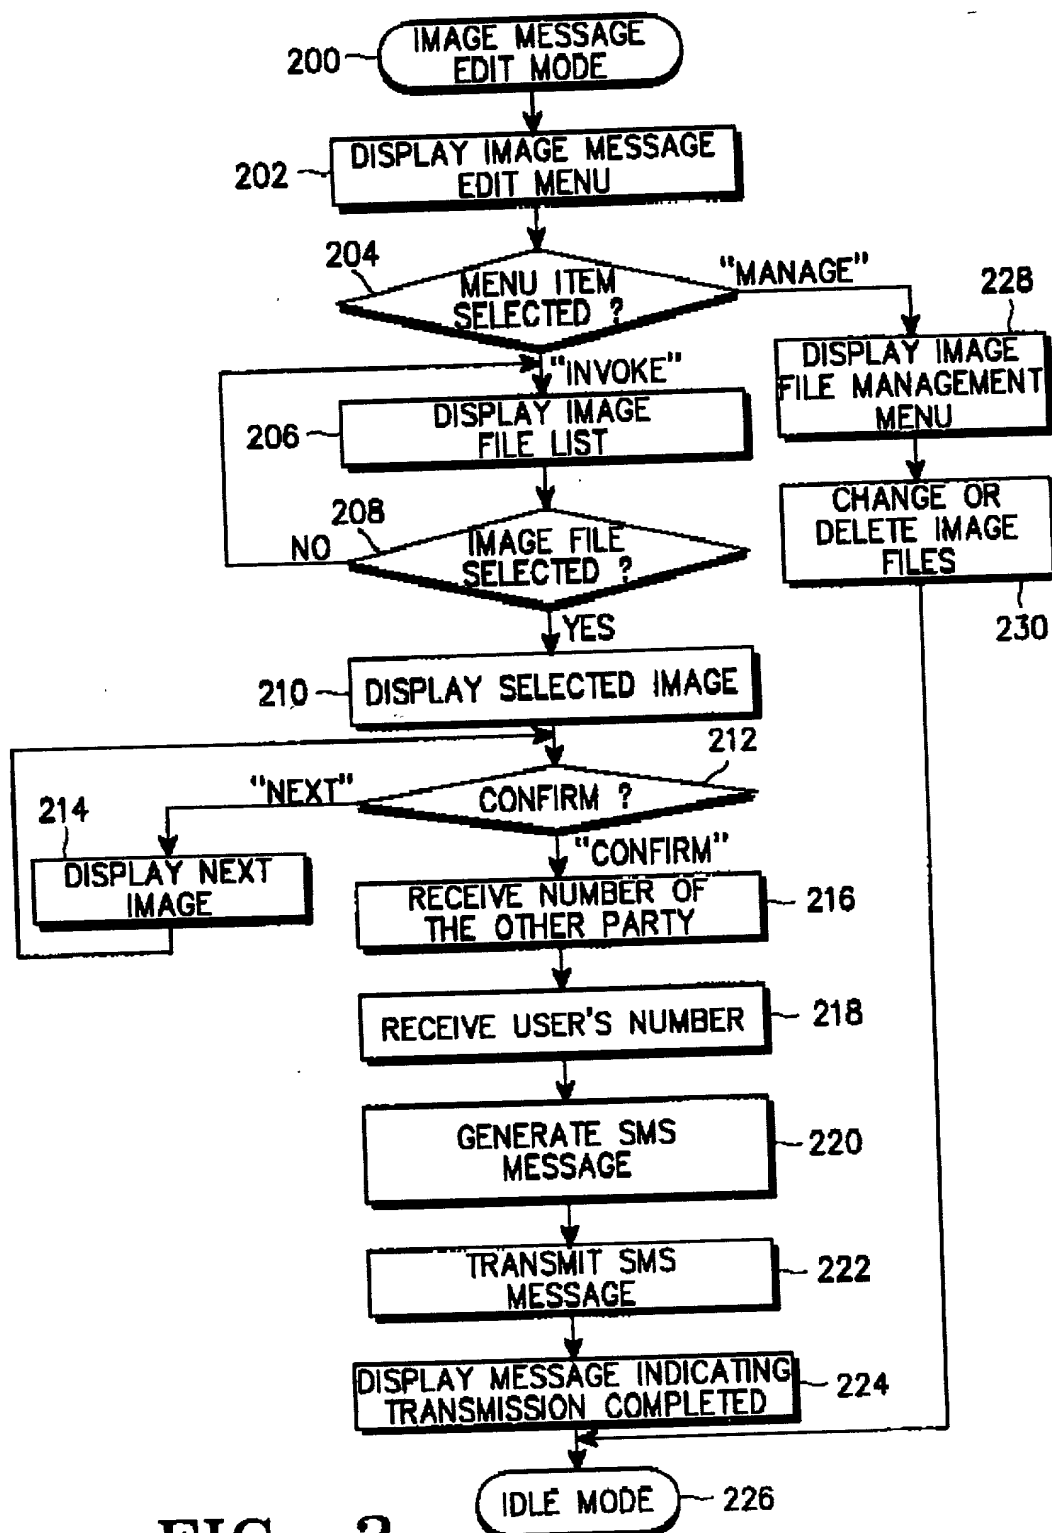 200
IMAGE MESSAGE
EDIT MODE
202
DISPLAY IMAGE MESSAGE
EDIT MENU
204
MENU ITEM
SELECTED ?
"MANAGE"
228
DISPLAY IMAGE
FILE MANAGEMENT
MENU
"INVOKE"
206
DISPLAY IMAGE
FILE LIST
CHANGE OR
DELETE IMAGE
FILES
230
208
NO
IMAGE FILE
SELECTED ?
YES
210
DISPLAY SELECTED IMAGE
212
"NEXT"
CONFIRM ?
214
DISPLAY NEXT
IMAGE
"CONFIRM"
RECEIVE NUMBER OF
THE OTHER PARTY
216
RECEIVE USER'S NUMBER
218
GENERATE SMS
MESSAGE
220
TRANSMIT SMS
MESSAGE
222
DISPLAY MESSAGE INDICATING
TRANSMISSION COMPLETED
224
IDLE MODE
226
FIG.